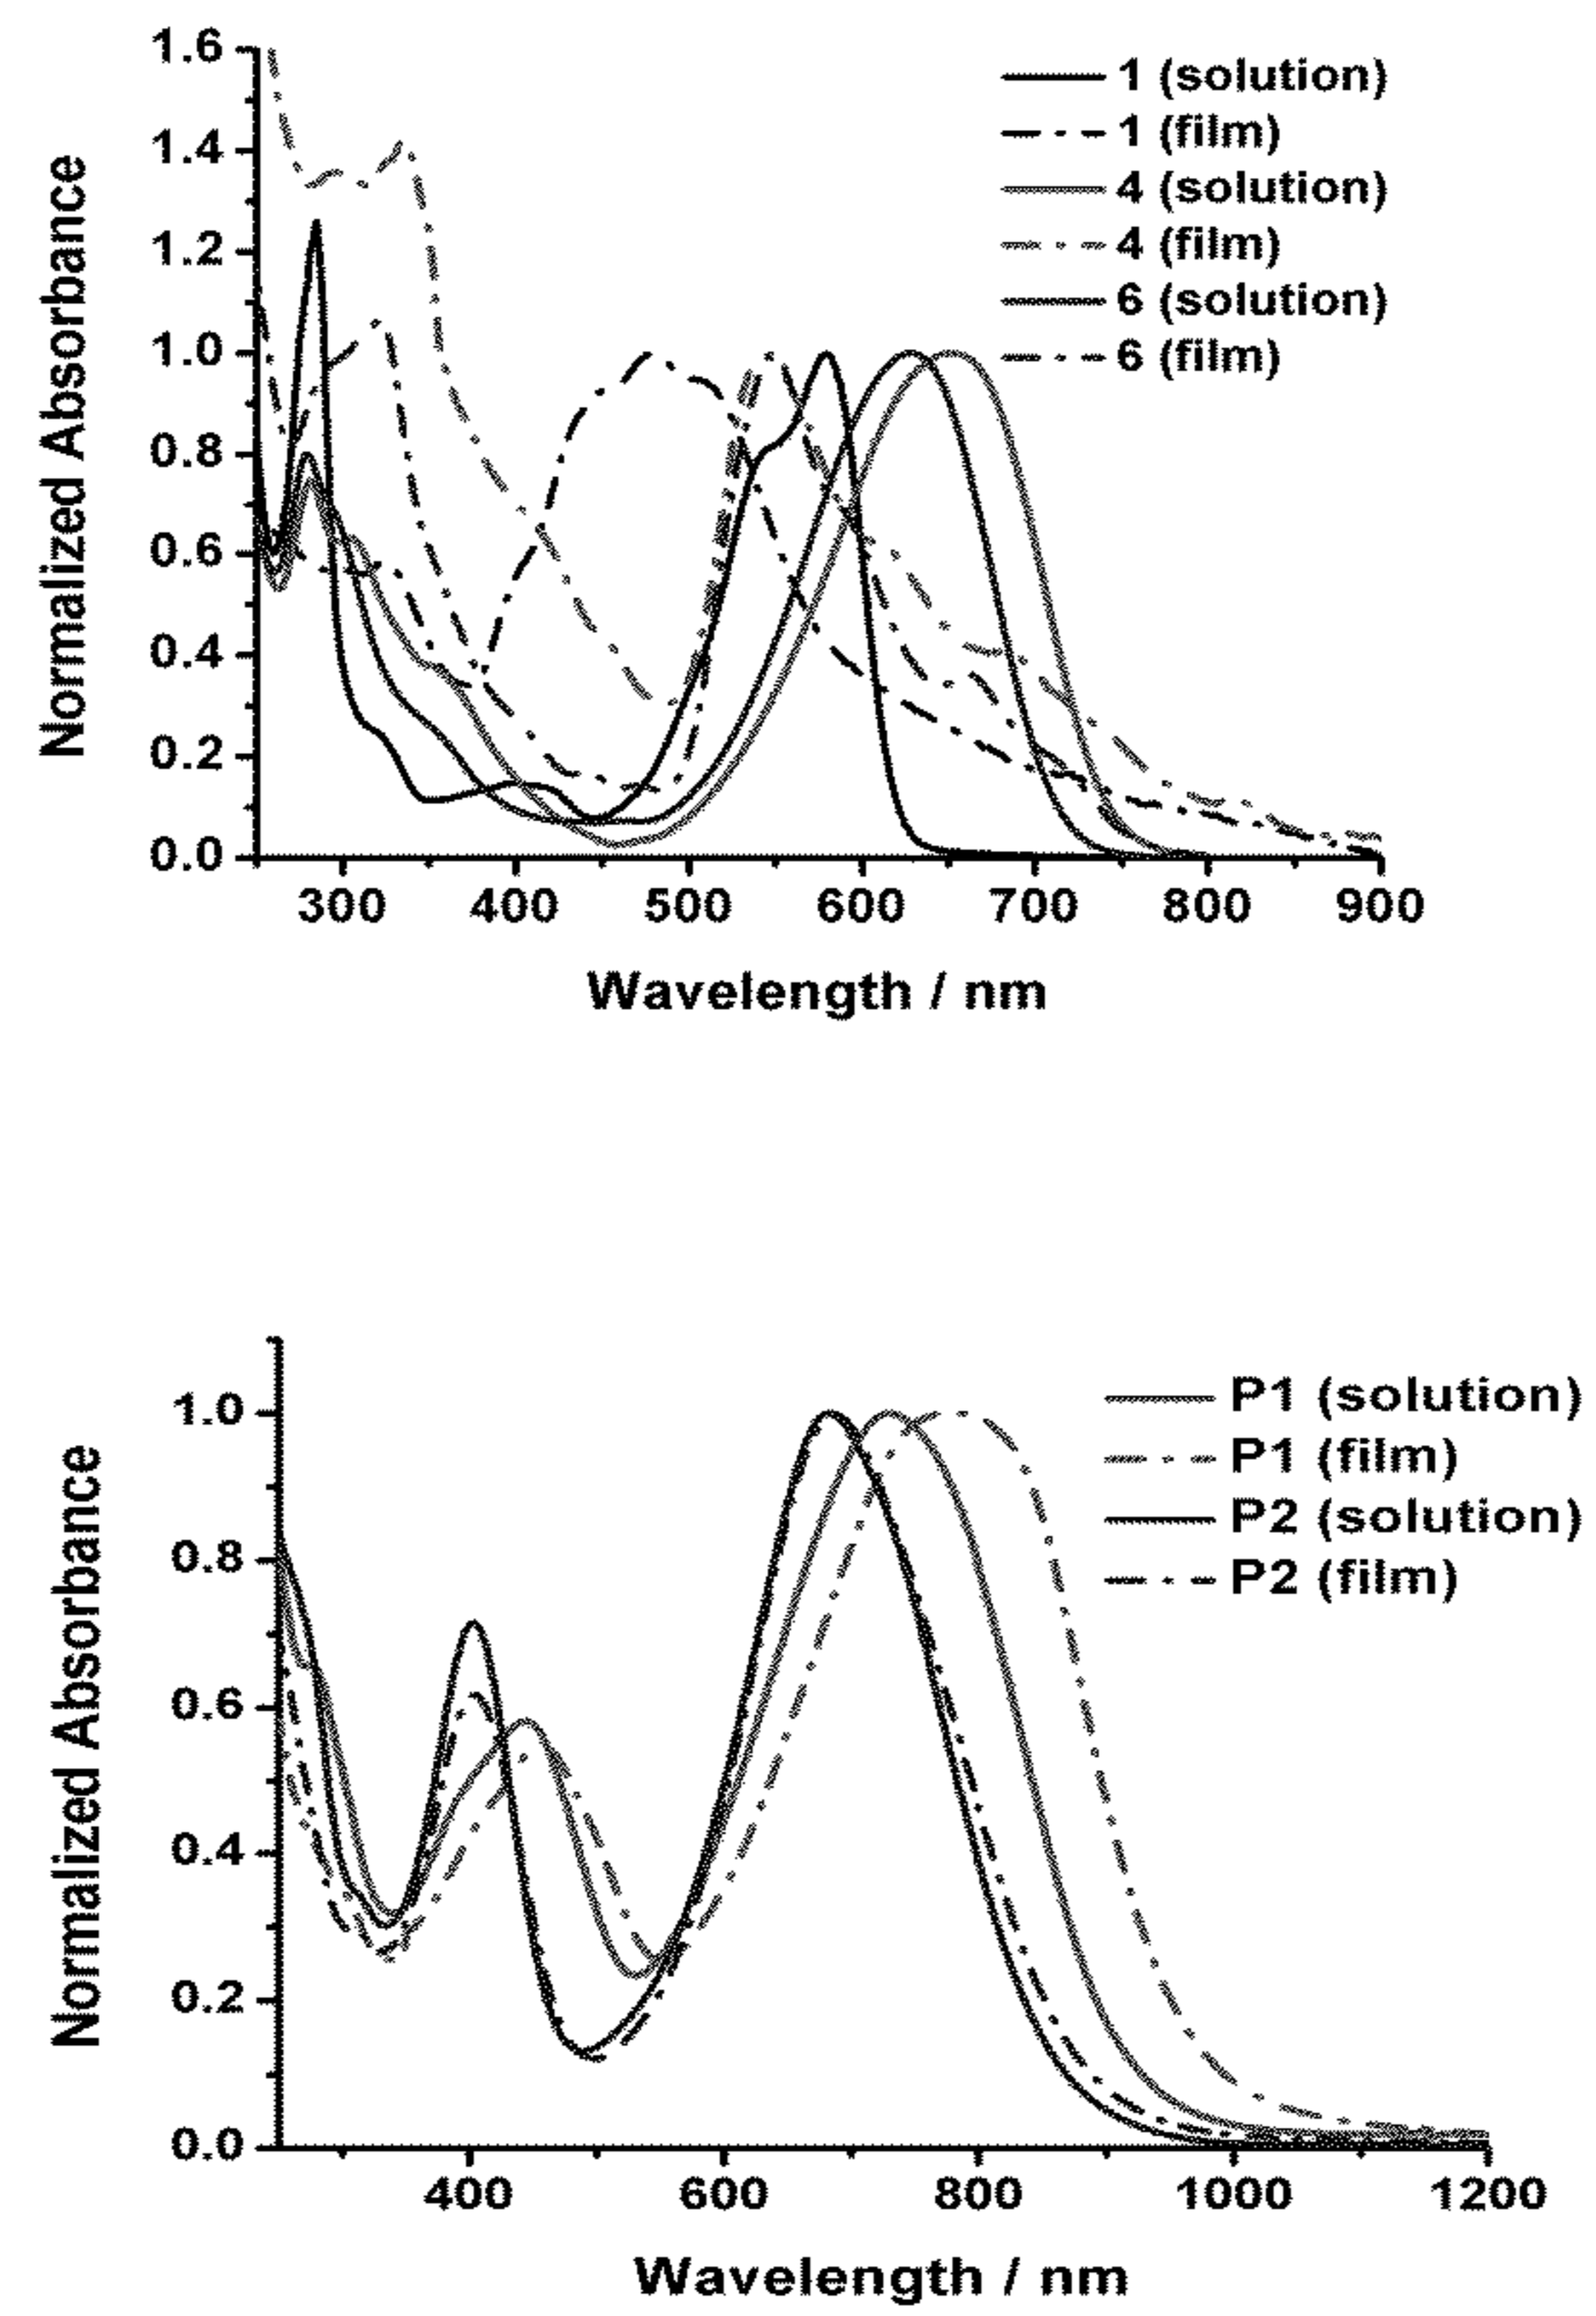 Normalized Absorbance
1.6
1.4
1.2
1.0
0.8
0.6
0.4
0.2
0.0
1 (solution)
1 (film)
4 (solution)
4 (film)
6 (solution)
6 (film)
300 400 500 600 700 800 900
Wavelength / nm
Normalized Absorbance
1.0
0.8
0.6
0.4
0.2
0.0
P1 (solution)
P1 (film)
P2 (solution)
P2 (film)
400 600 800 1000 1200
Wavelength / nm